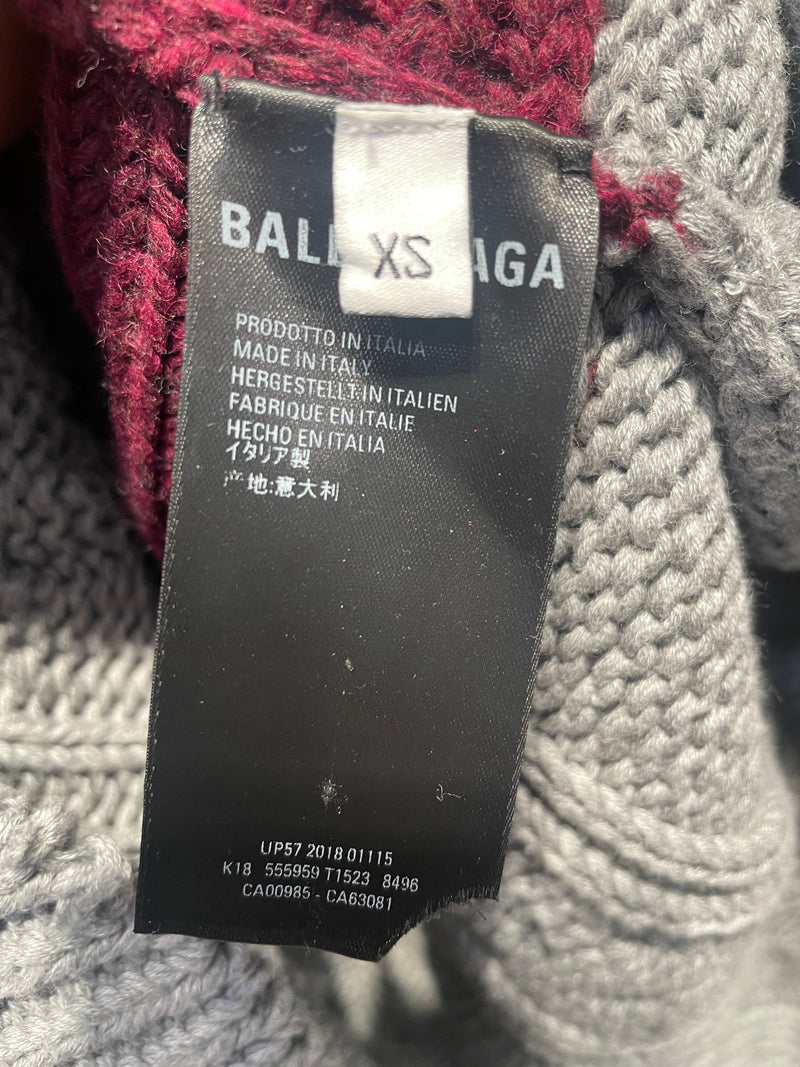 BAL AGA
XS
PRODOTTO IN ITALIA
MADE IN ITALY
HERGESTELLT IN ITALIEN
FABRIQUE EN ITALIE
HECHO EN ITALIA
イタリア製
产地:意大利
UP57 2018 01115
K18 555959 T1523 8496
CA00985 - CA63081